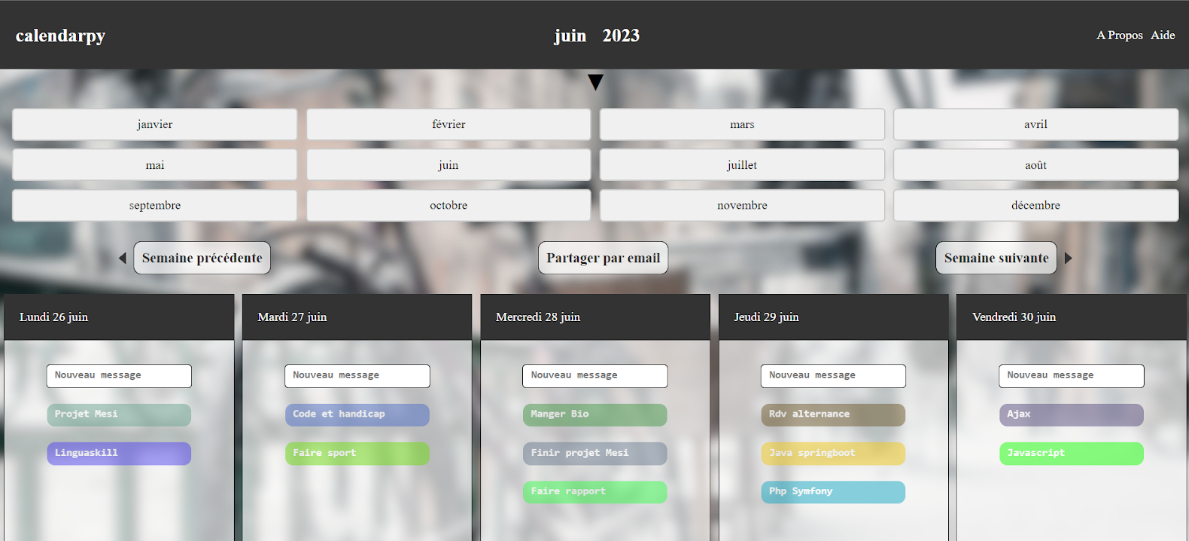 calendarpy
juin 2023
A Propos Aide
▼
janvier février mars avril
mai juin juillet août
septembre octobre novembre décembre
Semaine précédente Partager par email Semaine suivante
Lundi 26 juin
Nouveau message
Projet Mesi
Linguaskill
Mardi 27 juin
Nouveau message
Code et handicap
Faire sport
Mercredi 28 juin
Nouveau message
Manger Bio
Finir projet Mesi
Faire rapport
Jeudi 29 juin
Nouveau message
Rdv alternance
Java springboot
Php Symfony
Vendredi 30 juin
Nouveau message
Ajax
Javascript